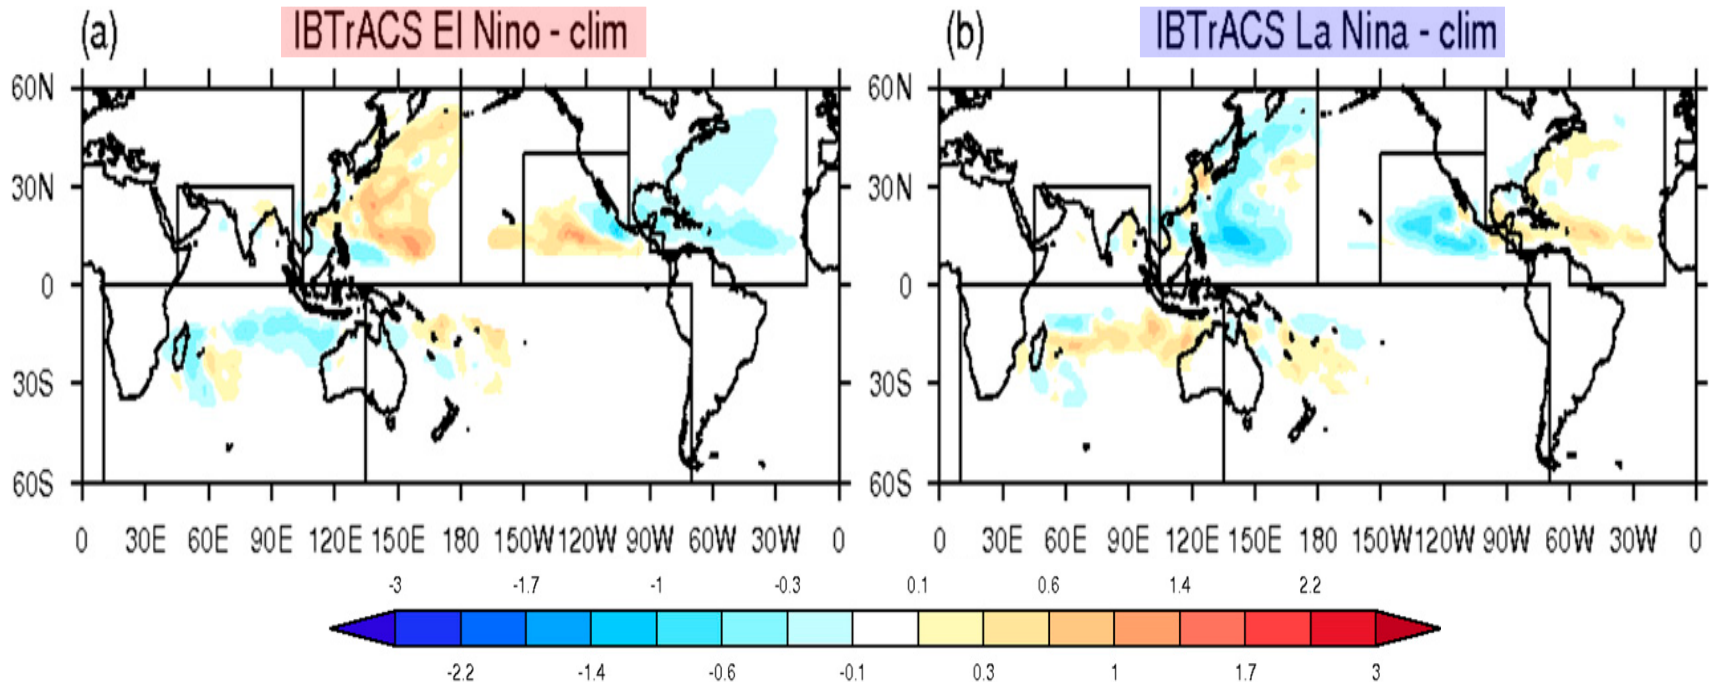 (a) IBTrACS El Nino - clim
(b) IBTrACS La Nina - clim
60N
30N
0
30S
60S
0 30E 60E 90E 120E 150E 180 150W 120W 90W 60W 30W 0
60N
30N
0
30S
60S
0 30E 60E 90E 120E 150E 180 150W 120W 90W 60W 30W 0
-3 -1.7 -1 -0.3 0.1 0.6 1.4 2.2
-2.2 -1.4 -0.6 -0.1 0.3 1 1.7 3